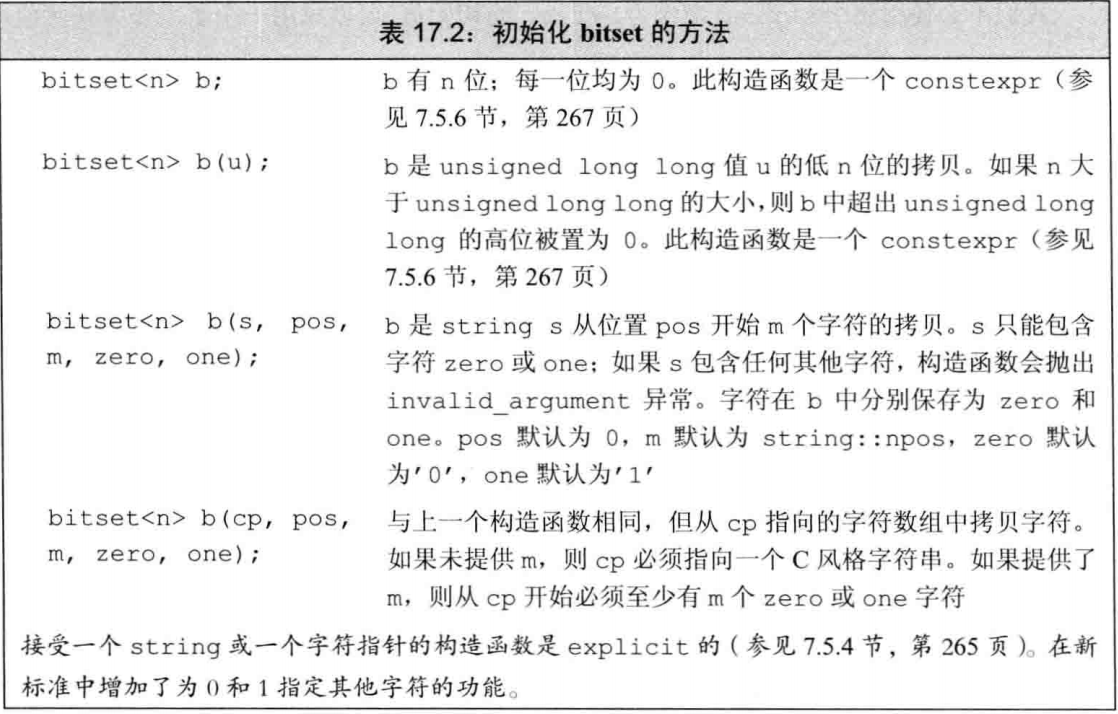 表 17.2：初始化 bitset 的方法
bitset<n> b; b 有 n 位；每一位均为 0。此构造函数是一个 constexpr（参
见 7.5.6 节，第 267 页）
bitset<n> b(u); b 是 unsigned long long 值 u 的低 n 位的拷贝。如果 n 大
于 unsigned long long 的大小，则 b 中超出 unsigned long
long 的高位被置为 0。此构造函数是一个 constexpr（参见
7.5.6 节，第 267 页）
bitset<n> b(s, pos, b 是 string s 从位置 pos 开始 m 个字符的拷贝。s 只能包含
m, zero, one); 字符 zero 或 one；如果 s 包含任何其他字符，构造函数会抛出
invalid_argument 异常。字符在 b 中分别保存为 zero 和
one。pos 默认为 0，m 默认为 string::npos，zero 默认
为'0'，one 默认为'1'
bitset<n> b(cp, pos, 与上一个构造函数相同，但从 cp 指向的字符数组中拷贝字符。
m, zero, one); 如果未提供 m，则 cp 必须指向一个 C 风格字符串。如果提供了
m，则从 cp 开始必须至少有 m 个 zero 或 one 字符
接受一个 string 或一个字符指针的构造函数是 explicit 的（参见 7.5.4 节，第 265 页）。在新
标准中增加了为 0 和 1 指定其他字符的功能。